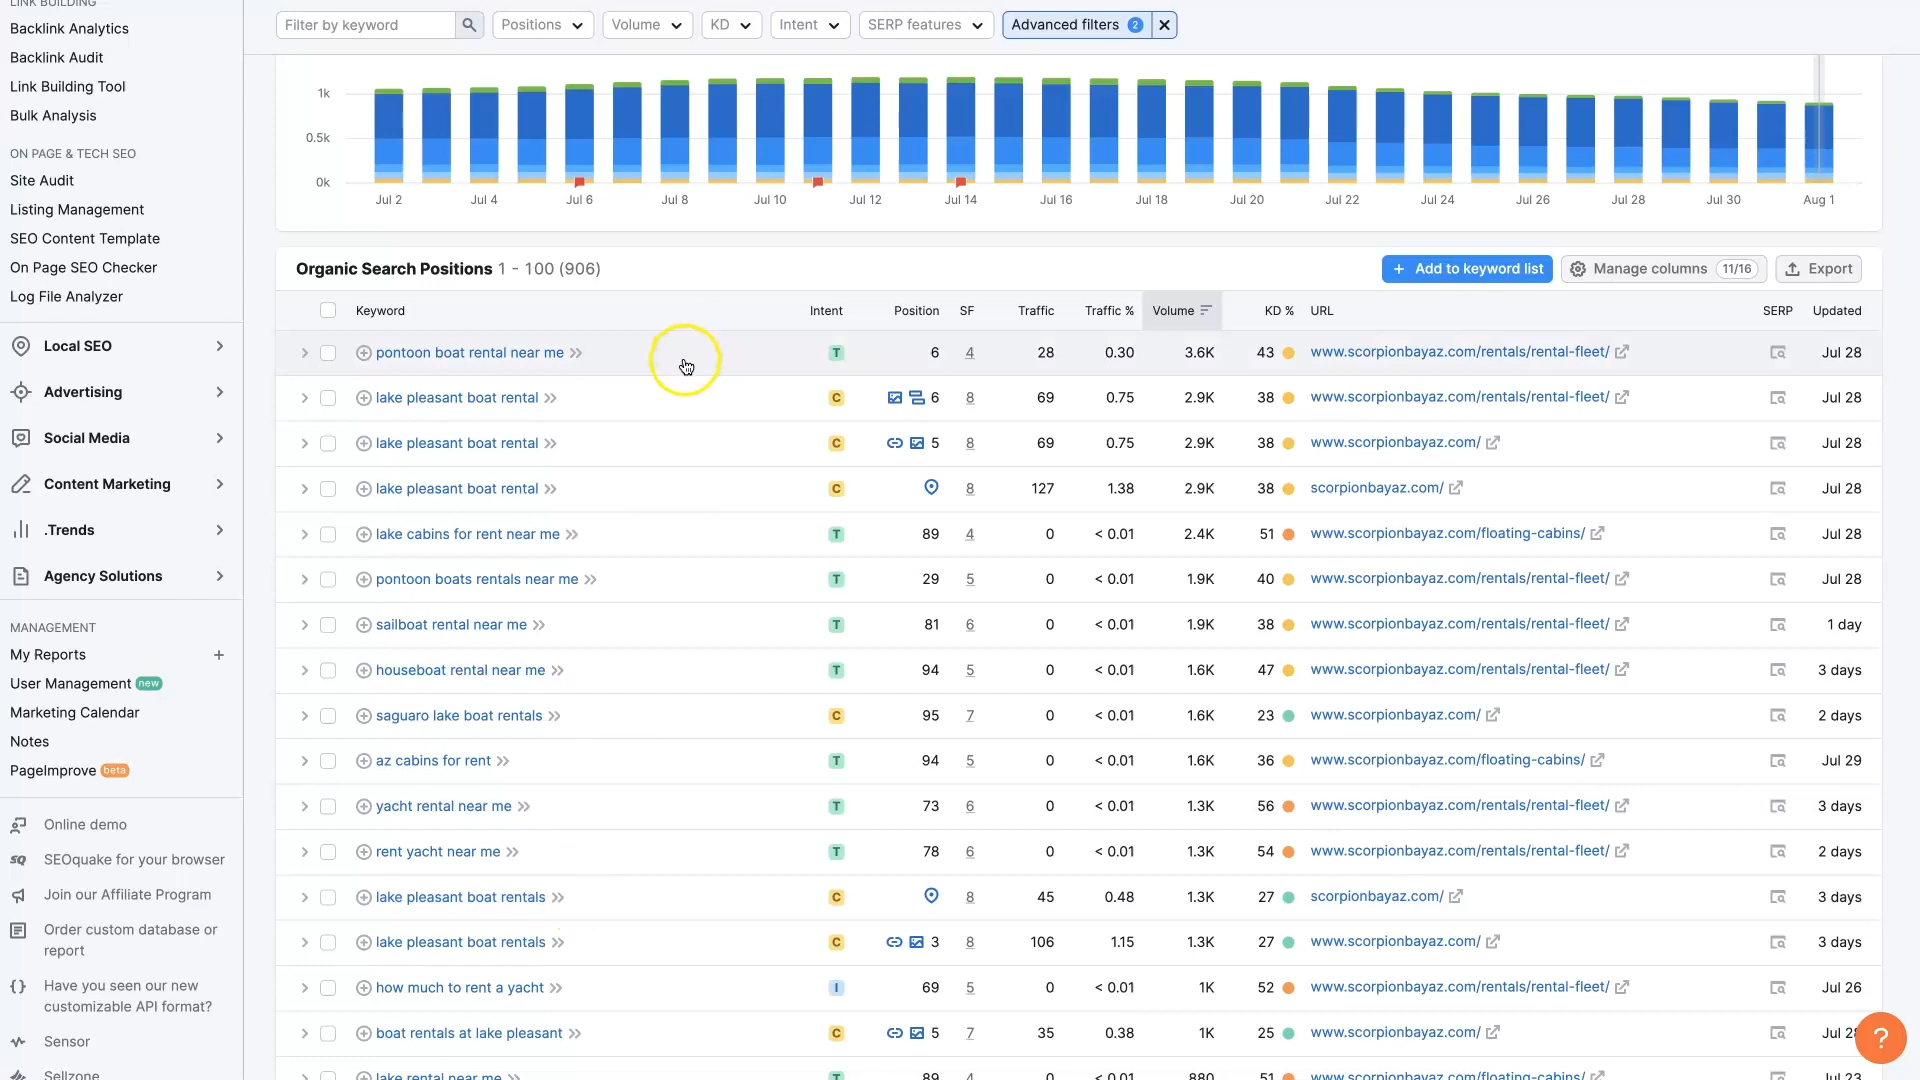 LINK BUILDING
Backlink Analytics
Backlink Audit
Link Building Tool
Bulk Analysis
ON PAGE & TECH SEO
Site Audit
Listing Management
SEO Content Template
On Page SEO Checker
Log File Analyzer
Local SEO
Advertising
Social Media
Content Marketing
.Trends
Agency Solutions
MANAGEMENT
My Reports +
User Management new
Marketing Calendar
Notes
PageImprove beta
Online demo
SQ SEOquake for your browser
Join our Affiliate Program
Order custom database or
report
Have you seen our new
customizable API format?
Sensor
Sellzone
Filter by keyword Positions Volume KD Intent SERP features Advanced filters 2
1k
0.5k
0k
Jul 2 Jul 4 Jul 6 Jul 8 Jul 10 Jul 12 Jul 14 Jul 16 Jul 18 Jul 20 Jul 22 Jul 24 Jul 26 Jul 28 Jul 30 Aug 1
Organic Search Positions 1 - 100 (906) + Add to keyword list Manage columns 11/16 Export
Keyword Intent Position SF Traffic Traffic % Volume KD % URL SERP Updated
pontoon boat rental near me T 6 4 28 0.30 3.6K 43 www.scorpionbayaz.com/rentals/rental-fleet/ Jul 28
lake pleasant boat rental C 6 8 69 0.75 2.9K 38 www.scorpionbayaz.com/rentals/rental-fleet/ Jul 28
lake pleasant boat rental C 5 8 69 0.75 2.9K 38 www.scorpionbayaz.com/ Jul 28
lake pleasant boat rental C 8 127 1.38 2.9K 38 scorpionbayaz.com/ Jul 28
lake cabins for rent near me T 89 4 0 < 0.01 2.4K 51 www.scorpionbayaz.com/floating-cabins/ Jul 28
pontoon boats rentals near me T 29 5 0 < 0.01 1.9K 40 www.scorpionbayaz.com/rentals/rental-fleet/ Jul 28
sailboat rental near me T 81 6 0 < 0.01 1.9K 38 www.scorpionbayaz.com/rentals/rental-fleet/ 1 day
houseboat rental near me T 94 5 0 < 0.01 1.6K 47 www.scorpionbayaz.com/rentals/rental-fleet/ 3 days
saguaro lake boat rentals C 95 7 0 < 0.01 1.6K 23 www.scorpionbayaz.com/ 2 days
az cabins for rent T 94 5 0 < 0.01 1.6K 36 www.scorpionbayaz.com/floating-cabins/ Jul 29
yacht rental near me T 73 6 0 < 0.01 1.3K 56 www.scorpionbayaz.com/rentals/rental-fleet/ 3 days
rent yacht near me T 78 6 0 < 0.01 1.3K 54 www.scorpionbayaz.com/rentals/rental-fleet/ 2 days
lake pleasant boat rentals C 8 45 0.48 1.3K 27 scorpionbayaz.com/ 3 days
lake pleasant boat rentals C 3 8 106 1.15 1.3K 27 www.scorpionbayaz.com/ 3 days
how much to rent a yacht I 69 5 0 < 0.01 1K 52 www.scorpionbayaz.com/rentals/rental-fleet/ Jul 26
boat rentals at lake pleasant C 5 7 35 0.38 1K 25 www.scorpionbayaz.com/ Jul 28
lake rental near me T 89 4 0 < 0.01 880 51 www.scorpionbayaz.com/floating-cabins/ Jul 23
?